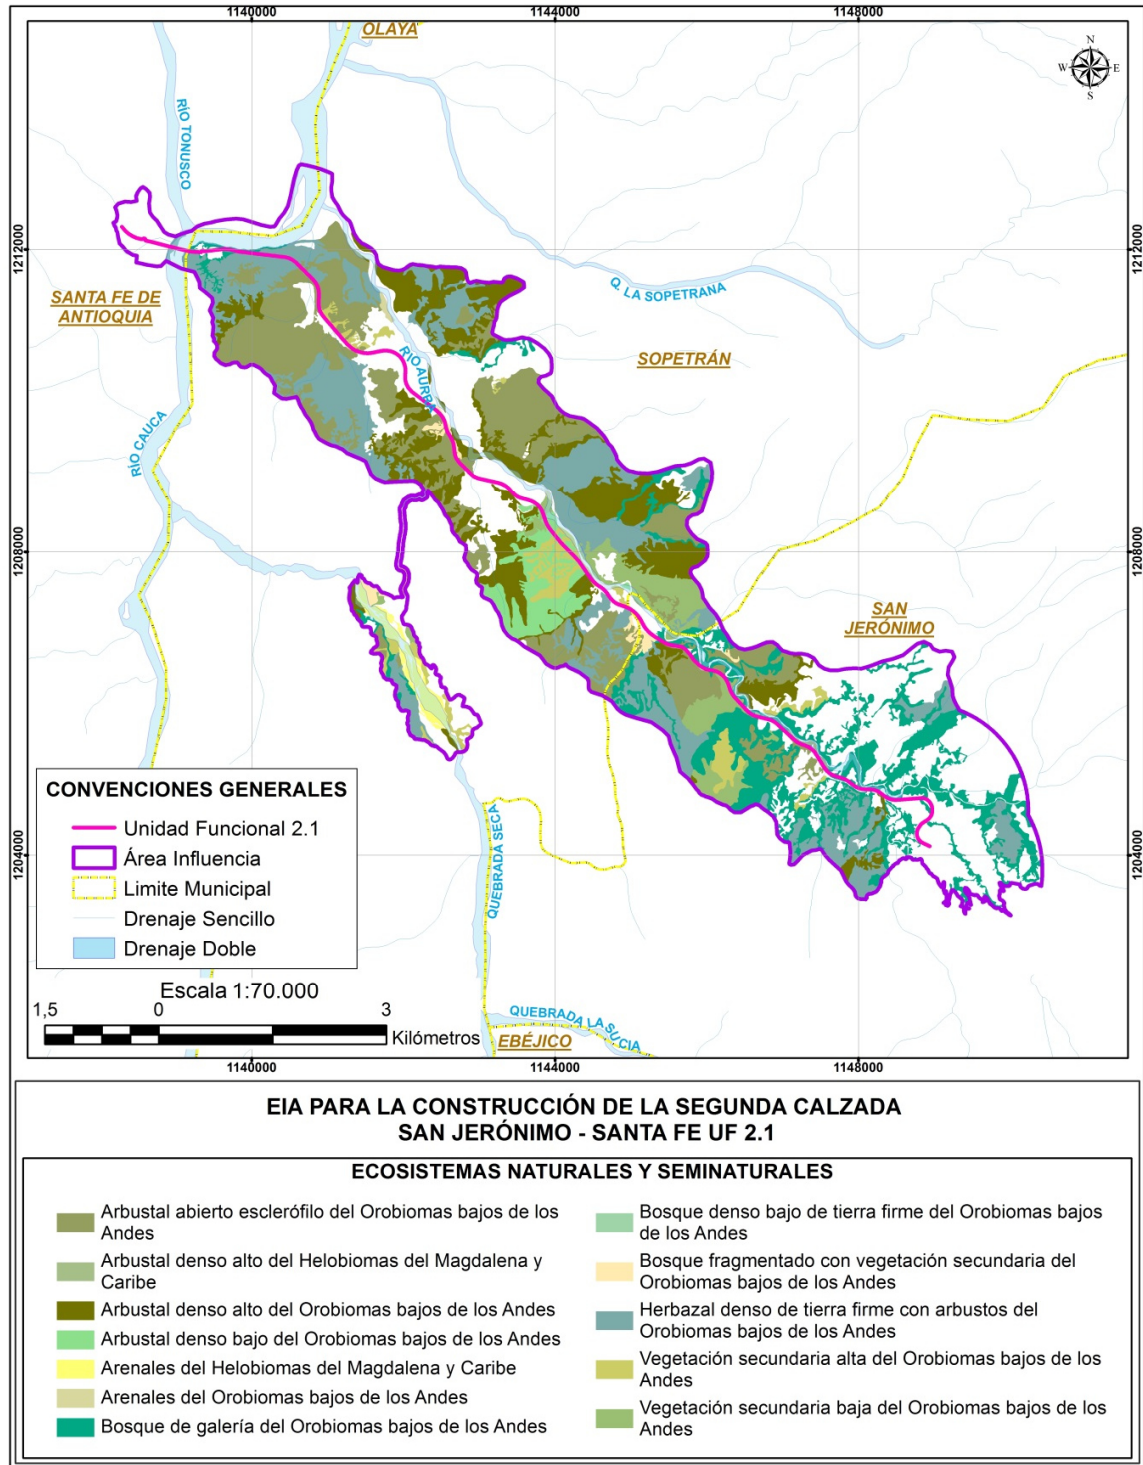 1140000
1144000
1148000
OLAYA
N
W
E
S
RÍO TONUSCO
1212000
1212000
SANTA FE DE
ANTIOQUIA
Q. LA SOPETRANA
SOPETRÁN
RÍO AURRA
RÍO CAUCA
1208000
1208000
SAN
JERÓNIMO
CONVENCIONES GENERALES
Unidad Funcional 2.1
Área Influencia
Limite Municipal
Drenaje Sencillo
Drenaje Doble
1204000
1204000
QUEBRADA SECA
Escala 1:70.000
1,5
0
3
Kilómetros
QUEBRADA LA SUCIA
EBÉJICO
1140000
1144000
1148000
EIA PARA LA CONSTRUCCIÓN DE LA SEGUNDA CALZADA
SAN JERÓNIMO - SANTA FE UF 2.1
ECOSISTEMAS NATURALES Y SEMINATURALES
Arbustal abierto esclerófilo del Orobiomas bajos de los
Andes
Arbustal denso alto del Helobiomas del Magdalena y
Caribe
Arbustal denso alto del Orobiomas bajos de los Andes
Arbustal denso bajo del Orobiomas bajos de los Andes
Arenales del Helobiomas del Magdalena y Caribe
Arenales del Orobiomas bajos de los Andes
Bosque de galería del Orobiomas bajos de los Andes
Bosque denso bajo de tierra firme del Orobiomas bajos
de los Andes
Bosque fragmentado con vegetación secundaria del
Orobiomas bajos de los Andes
Herbazal denso de tierra firme con arbustos del
Orobiomas bajos de los Andes
Vegetación secundaria alta del Orobiomas bajos de los
Andes
Vegetación secundaria baja del Orobiomas bajos de los
Andes